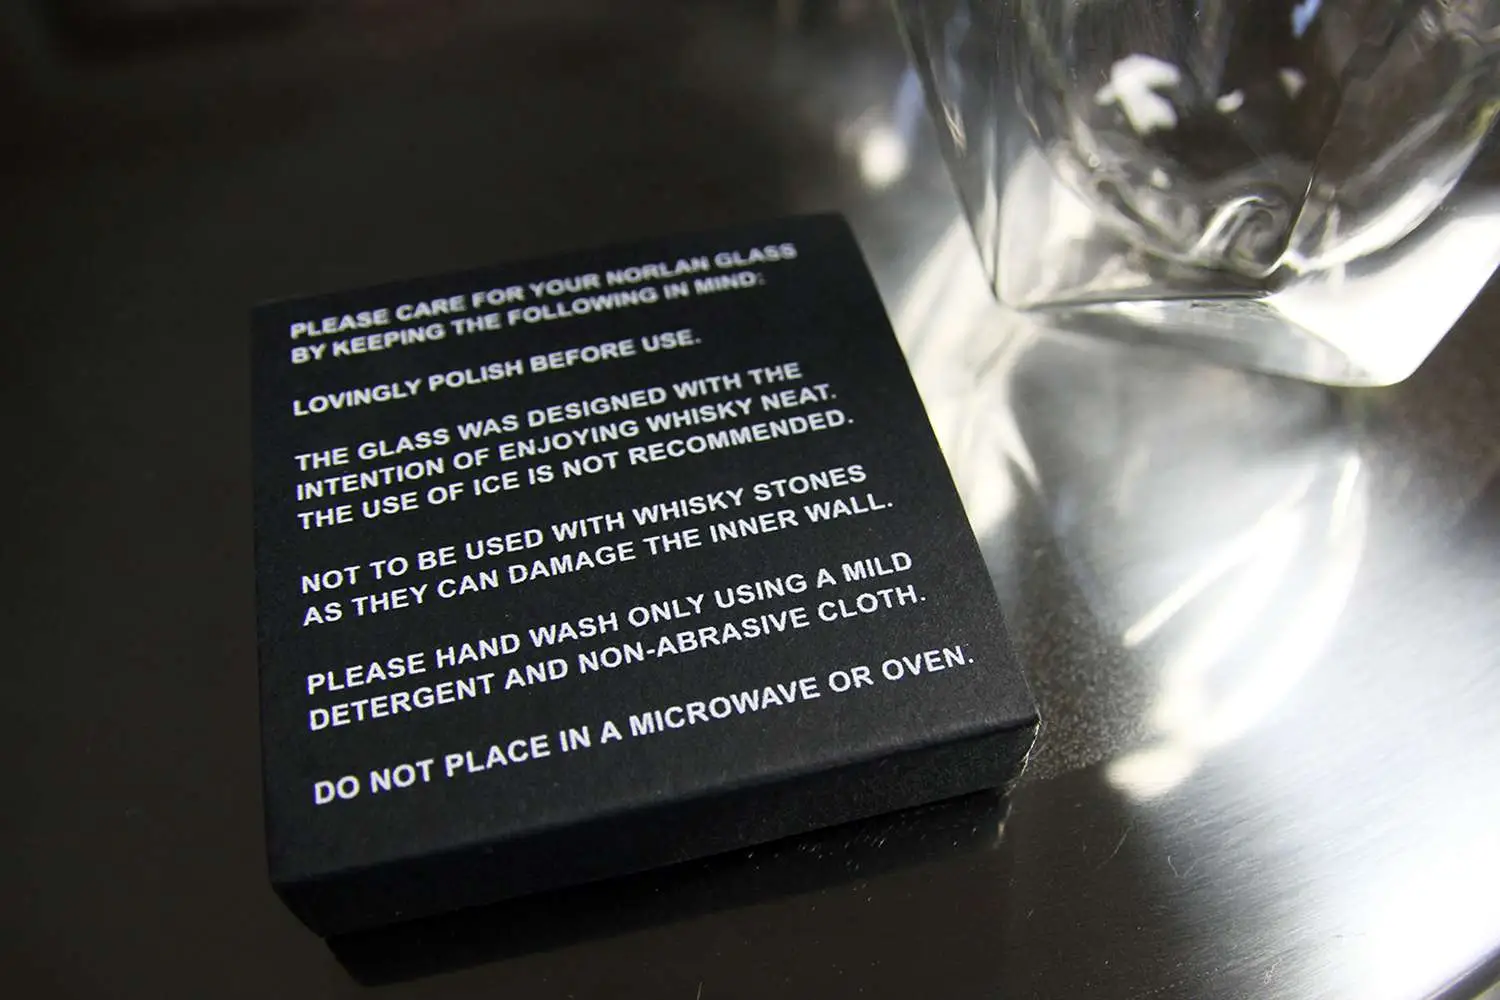 PLEASE CARE FOR YOUR NORLAN GLASS
BY KEEPING THE FOLLOWING IN MIND:
LOVINGLY POLISH BEFORE USE.
THE GLASS WAS DESIGNED WITH THE
INTENTION OF ENJOYING WHISKY NEAT.
THE USE OF ICE IS NOT RECOMMENDED.
NOT TO BE USED WITH WHISKY STONES
AS THEY CAN DAMAGE THE INNER WALL.
PLEASE HAND WASH ONLY USING A MILD
DETERGENT AND NON-ABRASIVE CLOTH.
DO NOT PLACE IN A MICROWAVE OR OVEN.